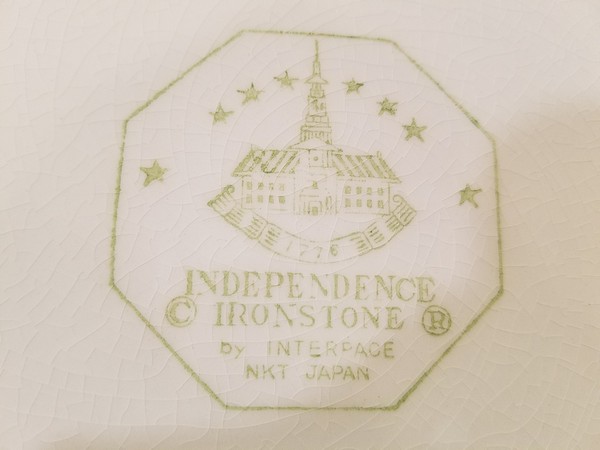 1776
INDEPENDENCE
© IRONSTONE ®
by INTERPACE
NKT JAPAN